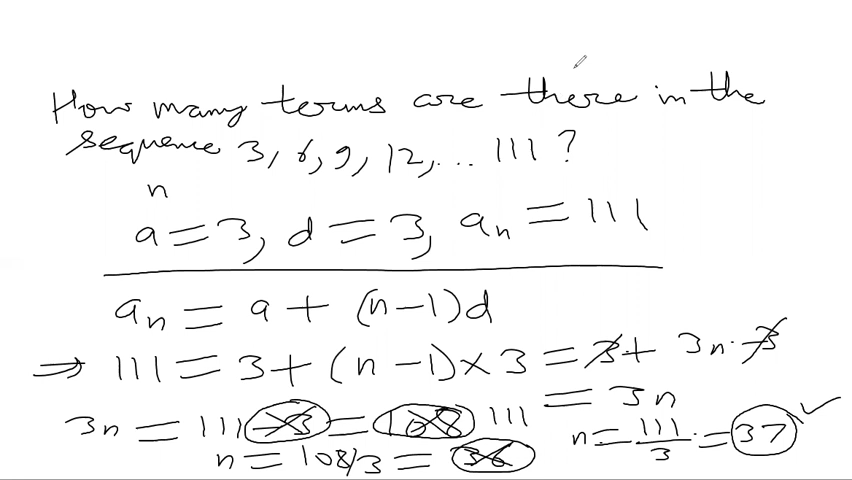 How many terms are there in the
sequence 3, 6, 9, 12, ... 111 ?
n
a = 3, d = 3, an = 111
an = a + (n-1)d
⇒ 111 = 3 + (n-1) × 3 = 3 + 3n - 3
= 3n
3n = 111 - 3 = 108 111
n = 111/3 = 37 ✓
n = 108/3 = 36